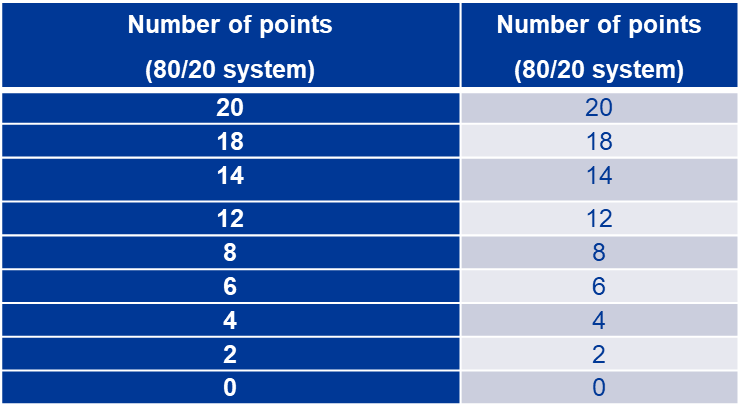 Number of points
(80/20 system)
Number of points
(80/20 system)
20 20
18 18
14 14
12 12
8 8
6 6
4 4
2 2
0 0